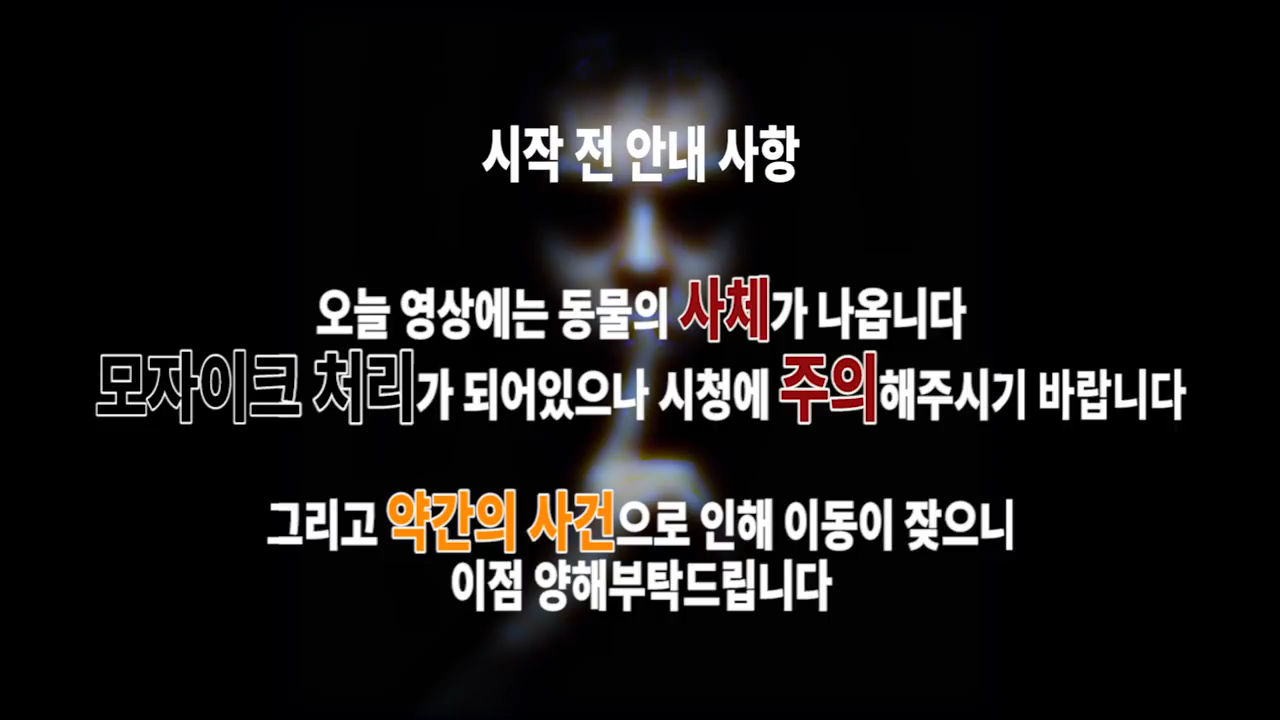 시작 전 안내 사항
오늘 영상에는 동물의 사체가 나옵니다
모자이크 처리가 되어있으나 시청에 주의해주시기 바랍니다
그리고 약간의 사건으로 인해 이동이 잦으니
이점 양해부탁드립니다